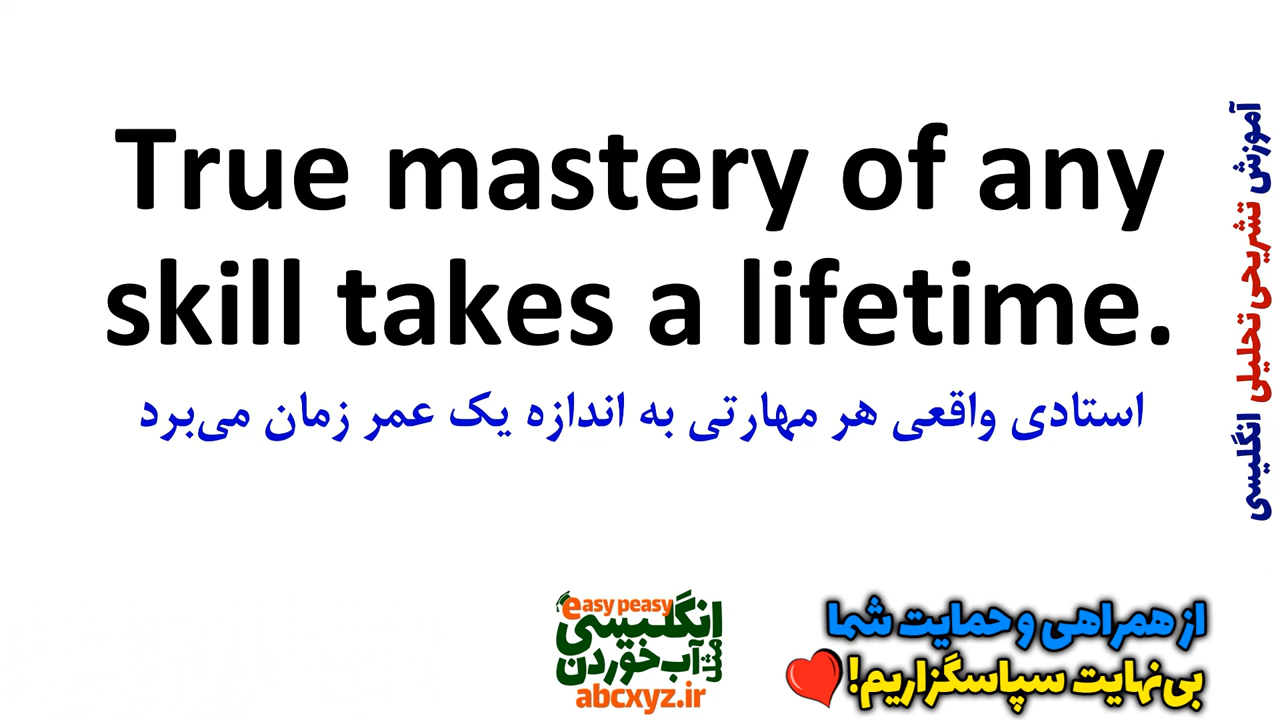 True mastery of any
skill takes a lifetime.
استادی واقعی هر مهارتی به اندازه یک عمر زمان می‌برد
آموزش تشریحی تحلیلی انگلیسی
easy peasy
انگلیسی
مثل
آب خوردن
abcxyz.ir
از همراهی و حمایت شما
بی‌نهایت سپاسگزاریم!